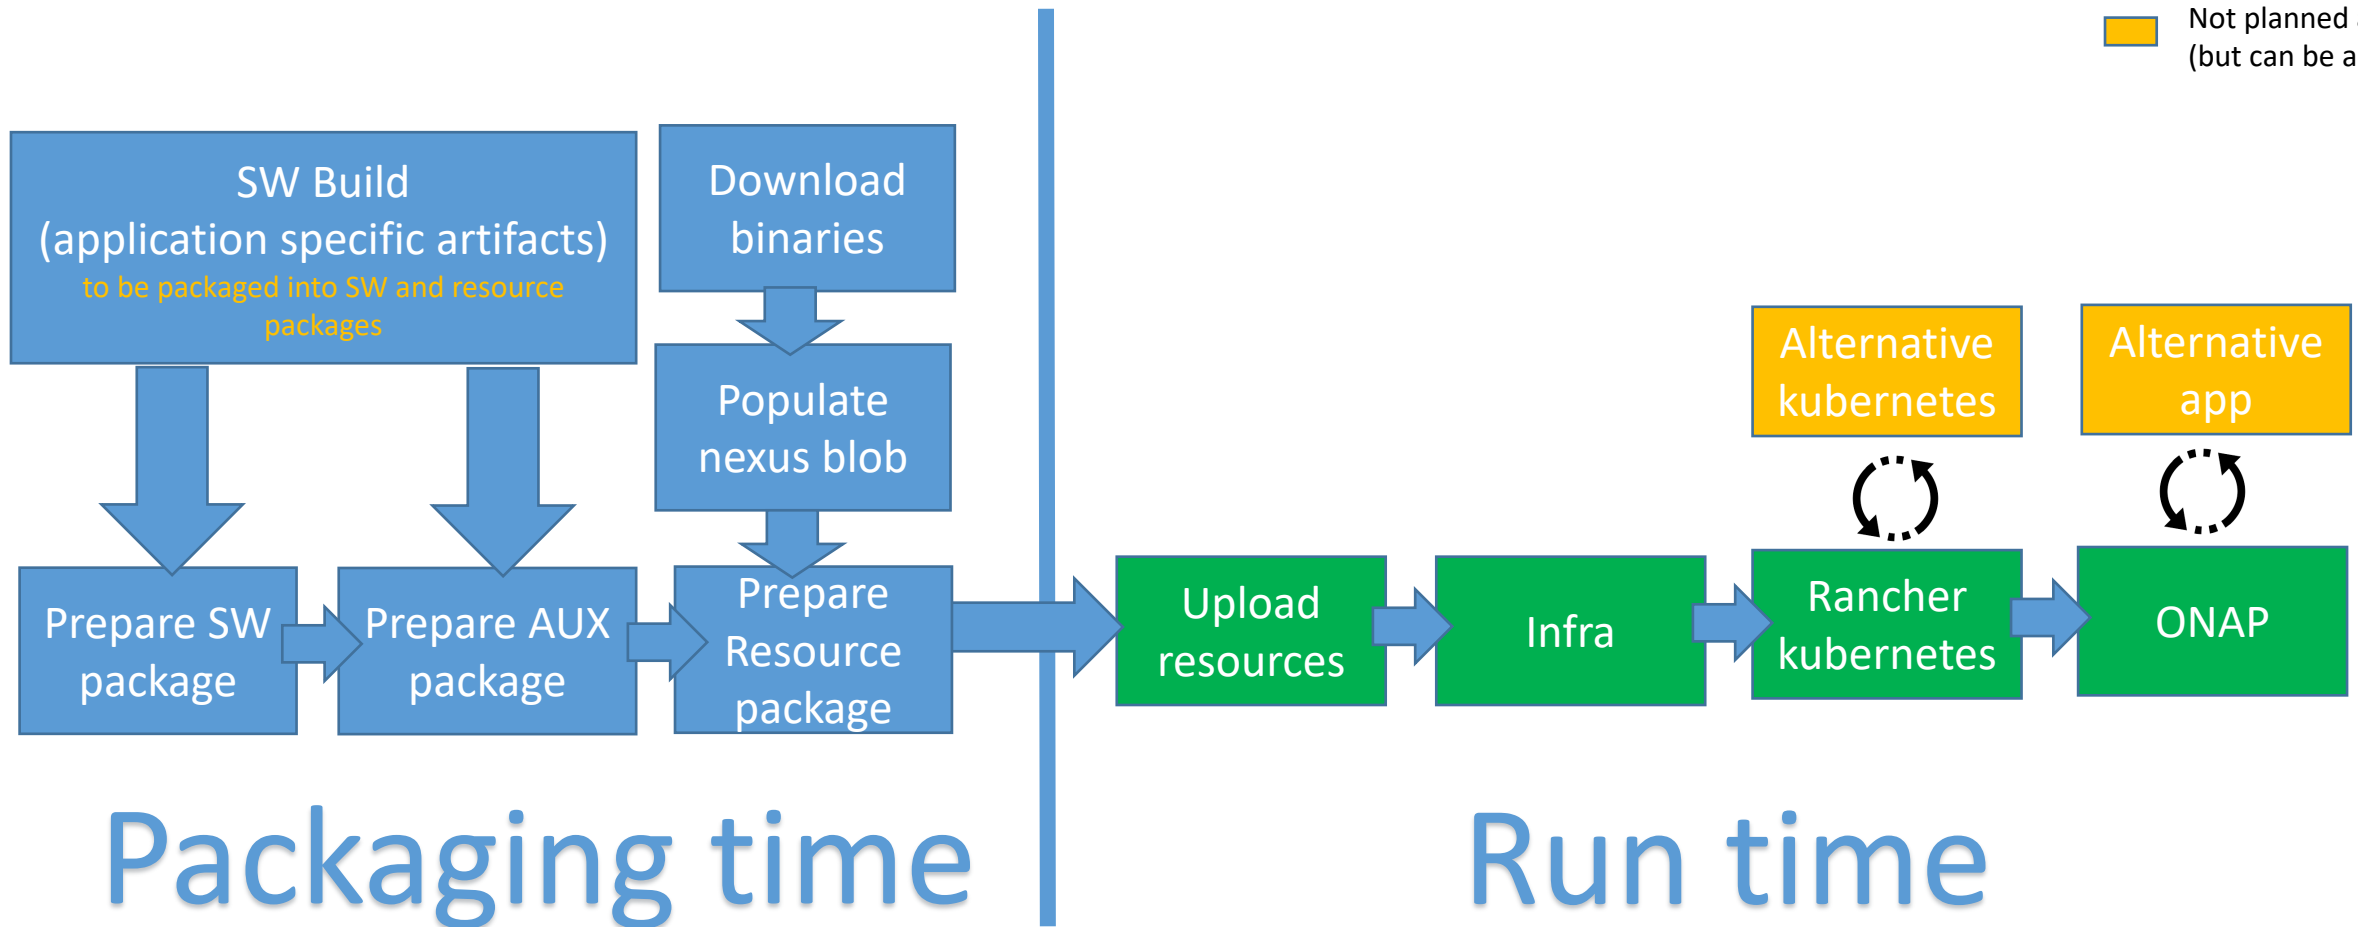 Not planned
(but can be
SW Build
(application specific artifacts)
to be packaged into SW and resource
packages
Download
binaries
Populate
nexus blob
Prepare SW
package
Prepare AUX
package
Prepare
Resource
package
Upload
resources
Infra
Alternative
kubernetes
Rancher
kubernetes
Alternative
app
ONAP
Packaging time
Run time